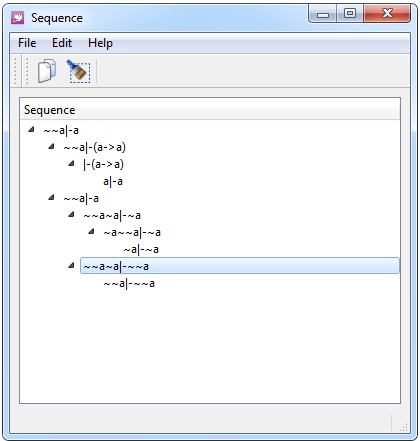 Sequence
File Edit Help
Sequence
~~a|-a
~~a|-(a->a)
|-(a->a)
a|-a
~~a|-a
~~a~a|-~a
~a~~a|-~a
~a|-~a
~~a~a|-~~a
~~a|-~~a